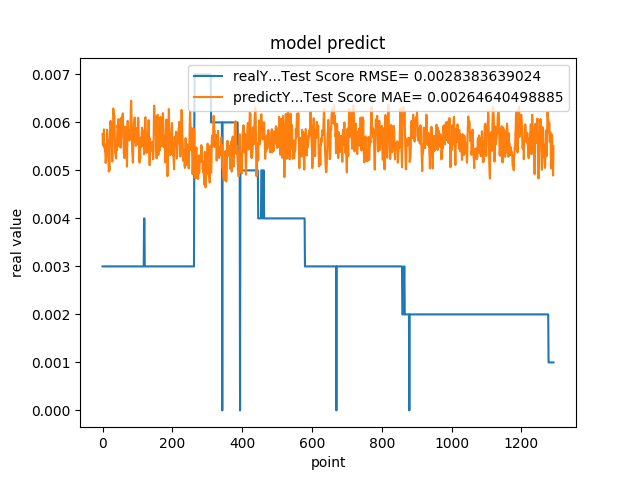 model predict
realY...Test Score RMSE= 0.0028383639024
predictY...Test Score MAE= 0.00264640498885
real value
0.007
0.006
0.005
0.004
0.003
0.002
0.001
0.000
0 200 400 600 800 1000 1200
point